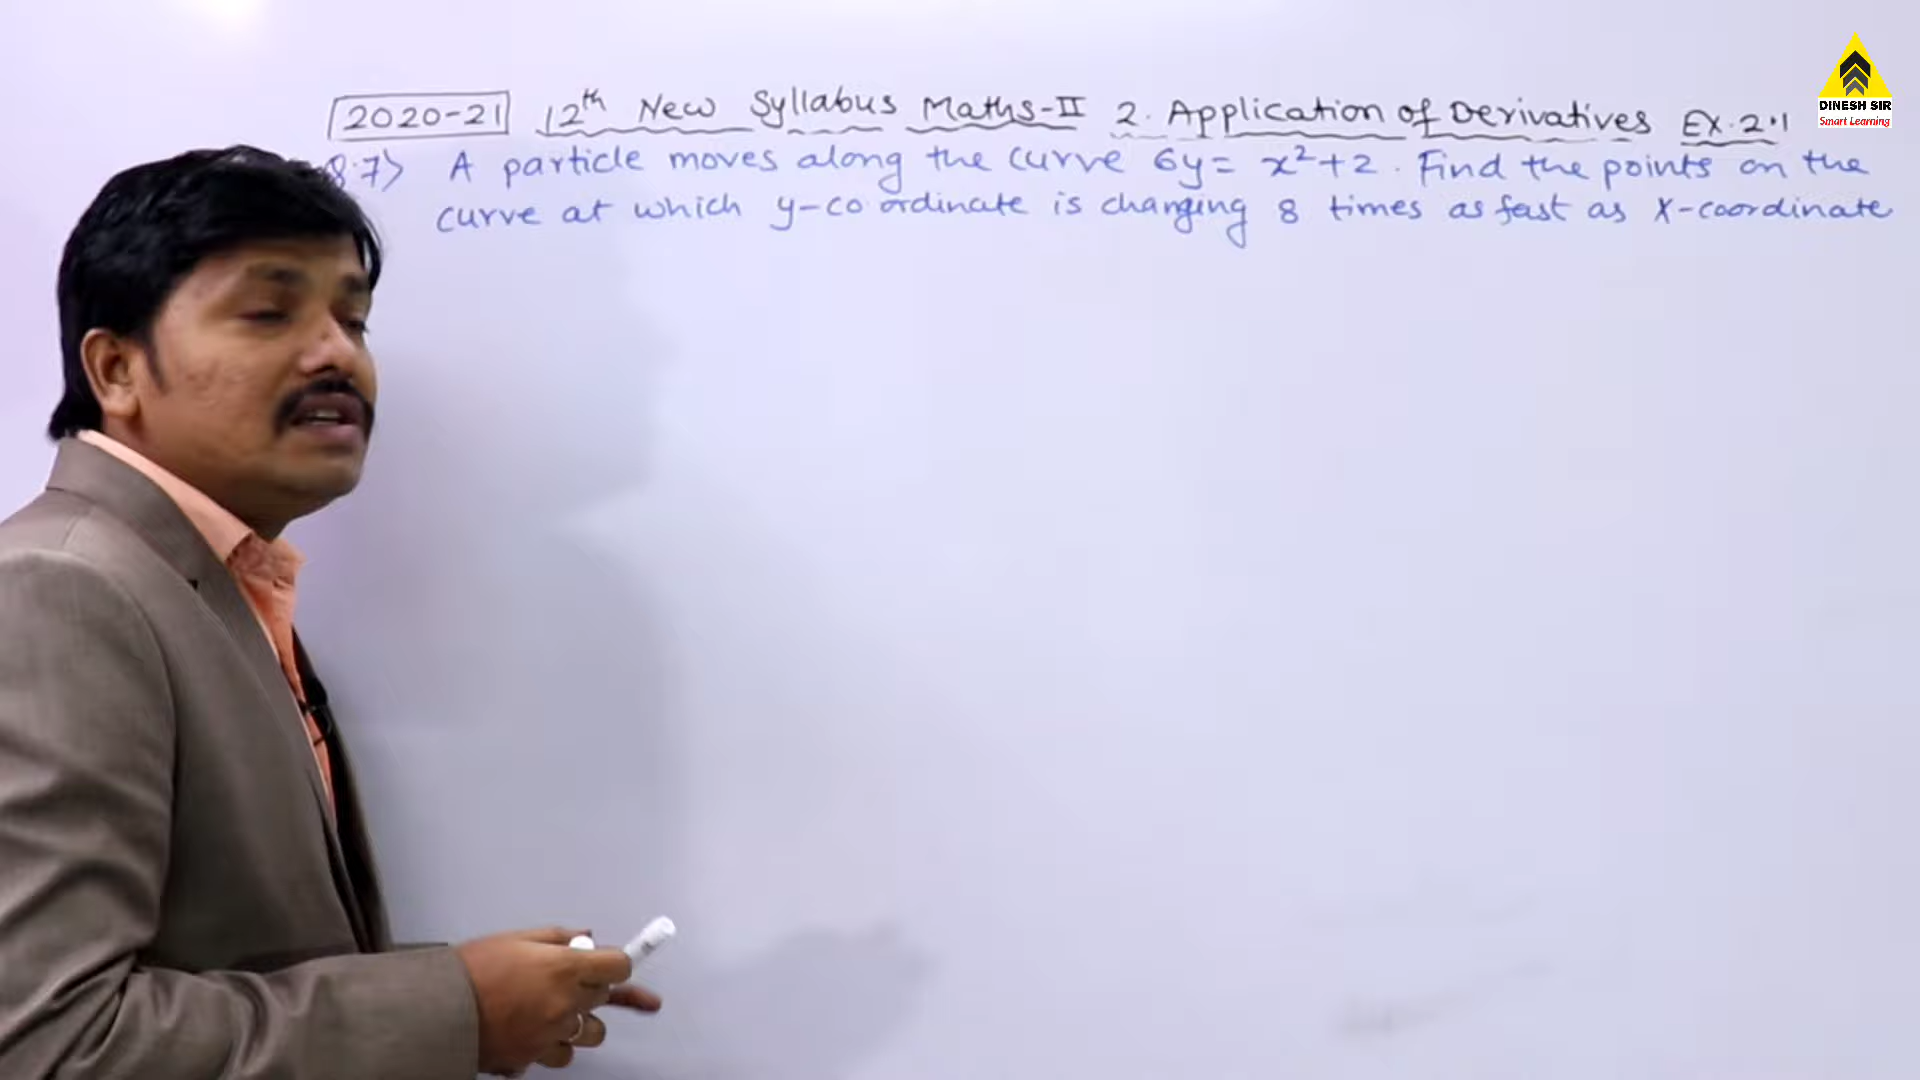 2020-21 12th New Syllabus Maths-II 2. Application of Derivatives Ex.2.1
8.7) A particle moves along the curve 6y = x²+2. Find the points on the
curve at which y-co ordinate is changing 8 times as fast as X-coordinate
DINESH SIR
Smart Learning